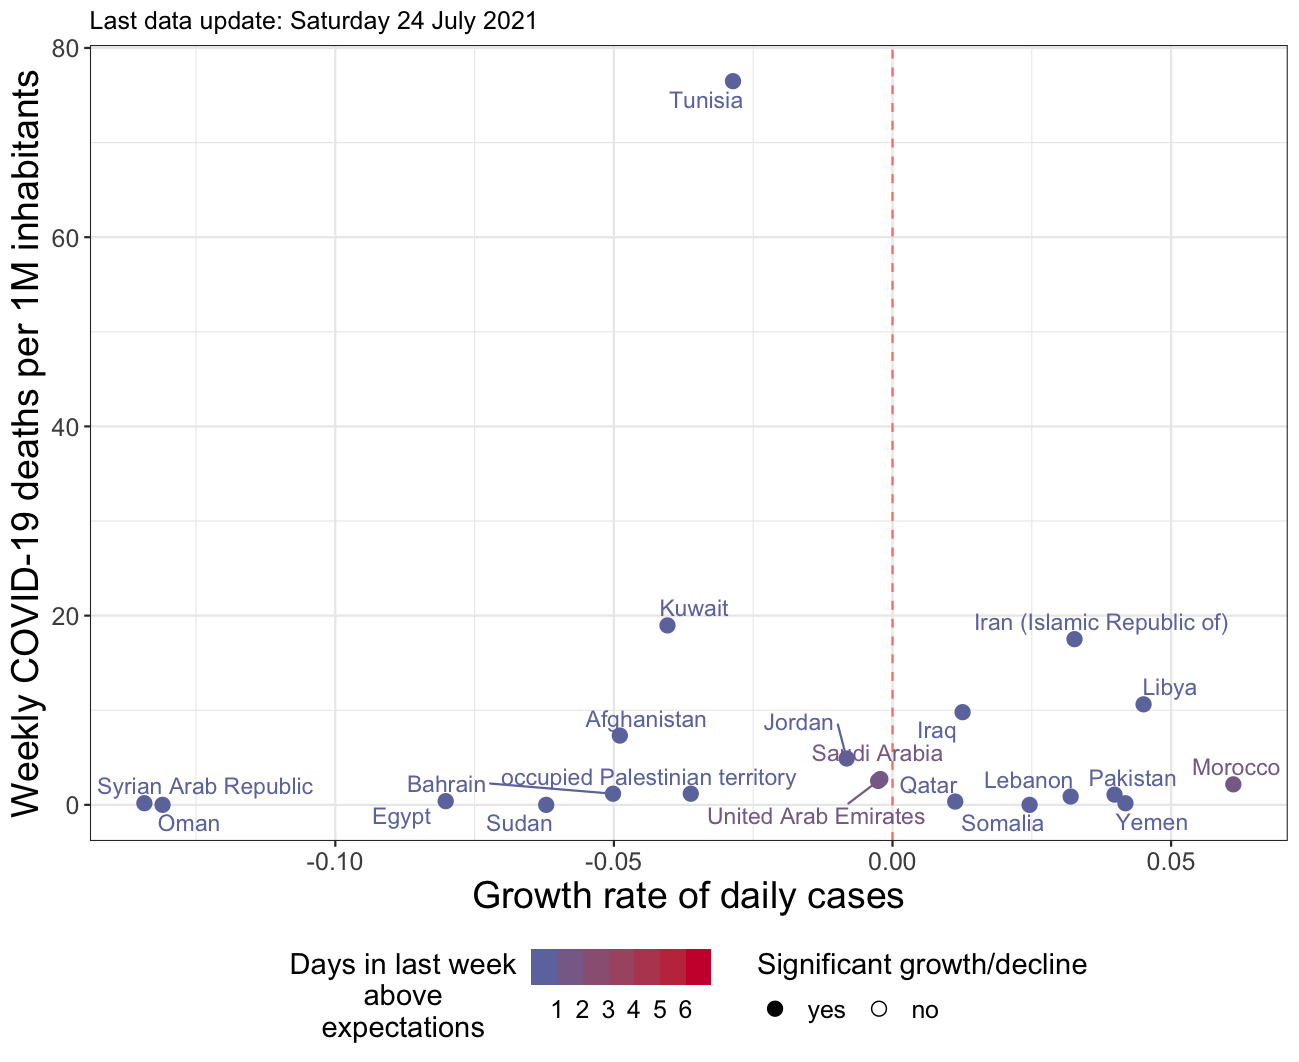 Last data update: Saturday 24 July 2021
Weekly COVID-19 deaths per 1M inhabitants
80
60
40
20
0
Tunisia
Kuwait
Iran (Islamic Republic of)
Libya
Afghanistan
Jordan
Iraq
Saudi Arabia
Morocco
Syrian Arab Republic
Bahrain
occupied Palestinian territory
Qatar
Lebanon
Pakistan
Oman
Egypt
Sudan
United Arab Emirates
Somalia
Yemen
-0.10
-0.05
0.00
0.05
Growth rate of daily cases
Days in last week
above
expectations
1 2 3 4 5 6
Significant growth/decline
yes no